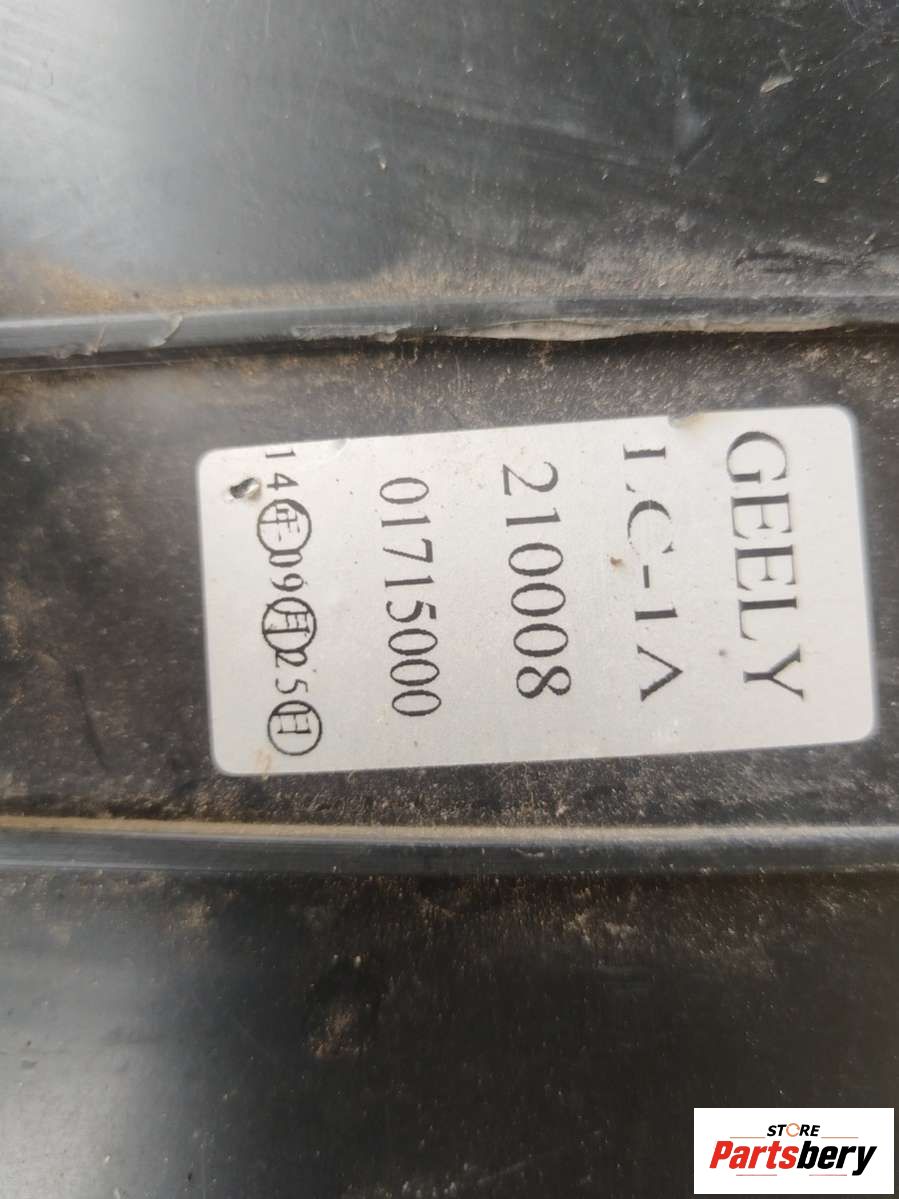 GEELY
LC-1A
210008
01715000
14年09月25日
STORE
Partsbery